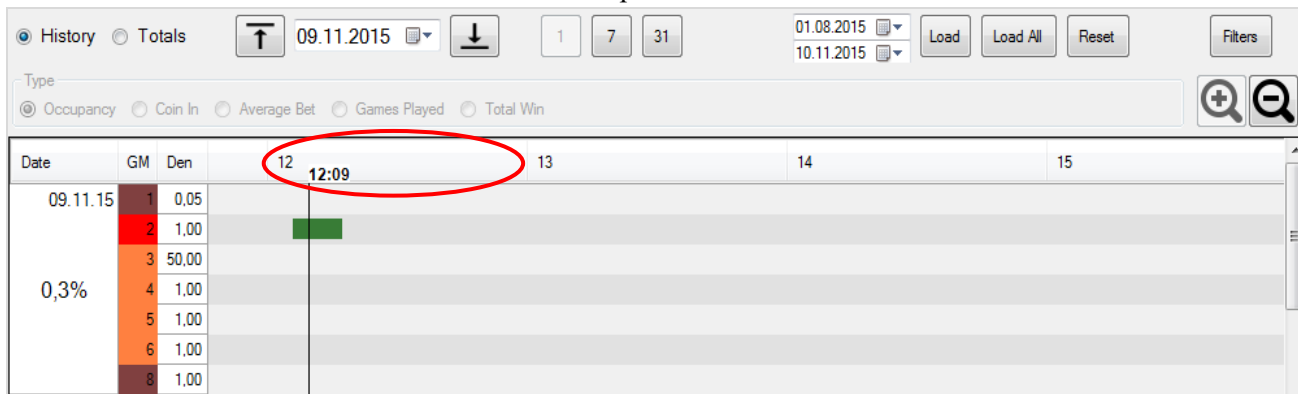 History Totals 09.11.2015 1 7 31 01.08.2015 Load Load All Reset Filters
10.11.2015
Type
Occupancy Coin In Average Bet Games Played Total Win
Date GM Den 12 13 14 15
12:09
09.11.15 1 0,05
2 1,00
3 50,00
0,3% 4 1,00
5 1,00
6 1,00
8 1,00